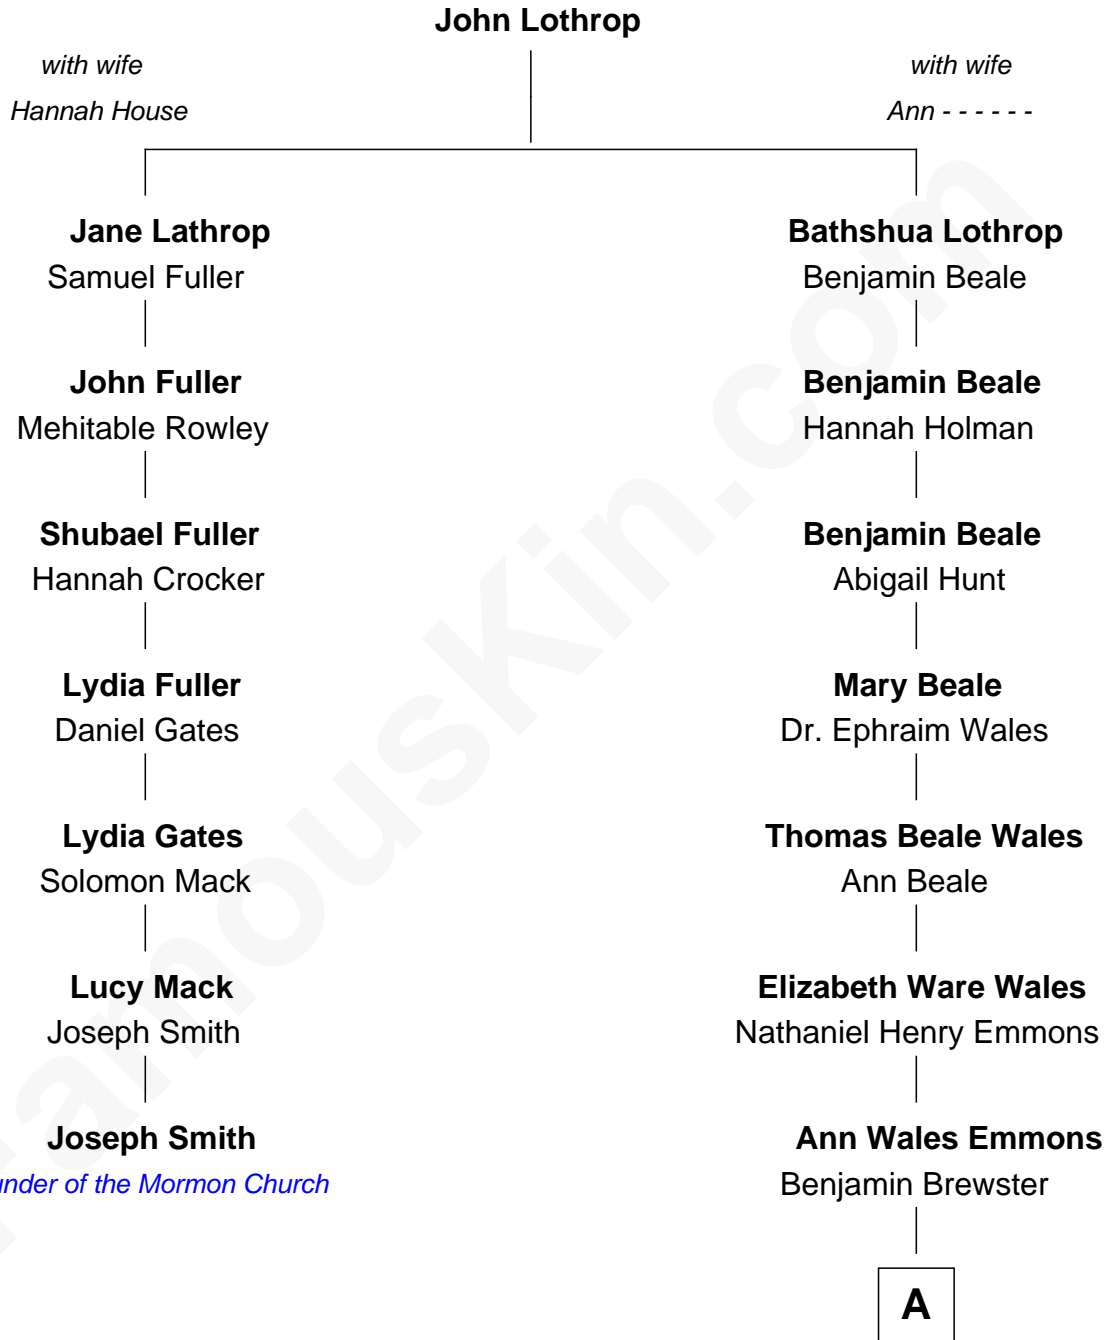 John Lothrop
with wife
Hannah House
with wife
Ann - - - - - -
Jane Lathrop
Samuel Fuller
Bathshua Lothrop
Benjamin Beale
John Fuller
Mehitable Rowley
Benjamin Beale
Hannah Holman
Shubael Fuller
Hannah Crocker
Benjamin Beale
Abigail Hunt
Lydia Fuller
Daniel Gates
Mary Beale
Dr. Ephraim Wales
Lydia Gates
Solomon Mack
Thomas Beale Wales
Ann Beale
Lucy Mack
Joseph Smith
Elizabeth Ware Wales
Nathaniel Henry Emmons
Joseph Smith
under of the Mormon Church
Ann Wales Emmons
Benjamin Brewster
A
FamousKin.com